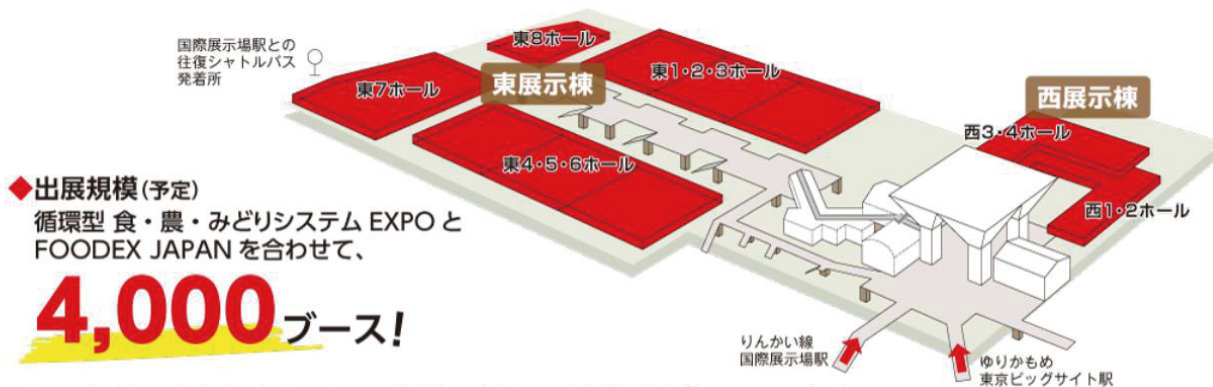 国際展示場駅との
往復シャトルバス
発着所
東8ホール
東7ホール
東展示棟
東1・2・3ホール
東4・5・6ホール
西展示棟
西3・4ホール
西1・2ホール
◆出展規模(予定)
循環型 食・農・みどりシステム EXPO と
FOODEX JAPAN を合わせて、
4,000ブース!
りんかい線
国際展示場駅
ゆりかもめ
東京ビッグサイト駅